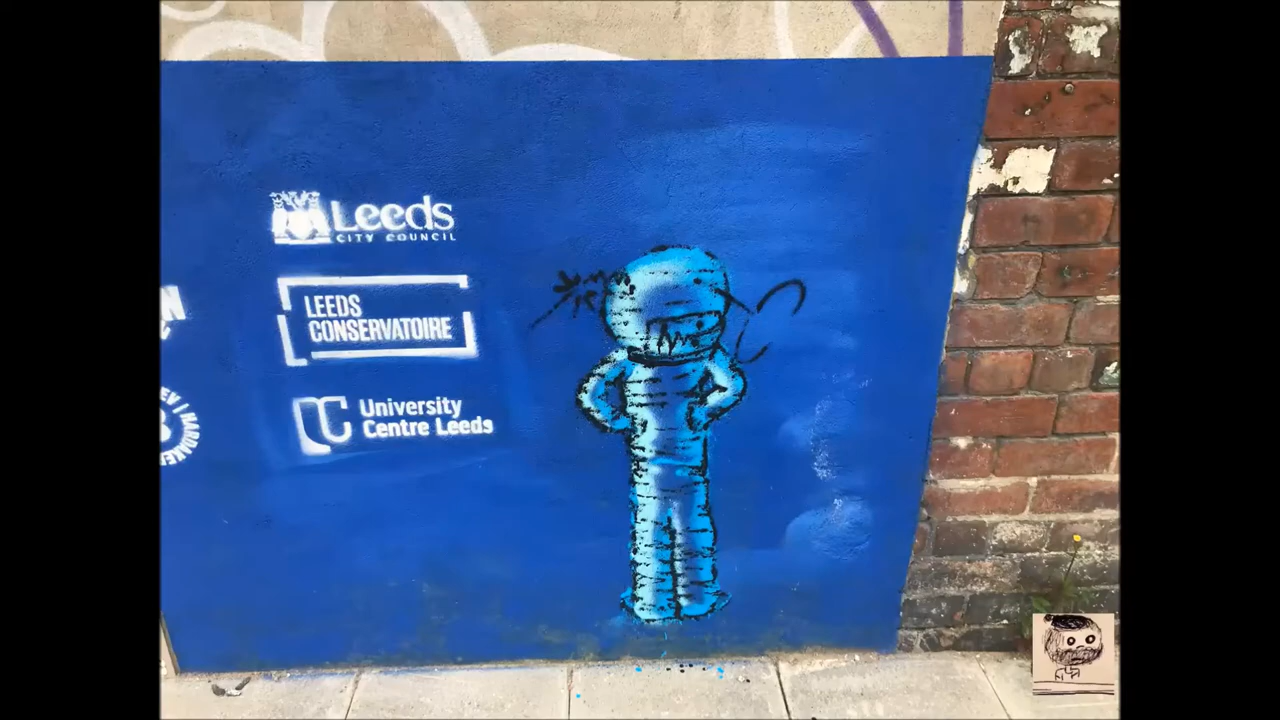 Leeds
CITY COUNCIL
LEEDS
CONSERVATOIRE
University
Centre Leeds